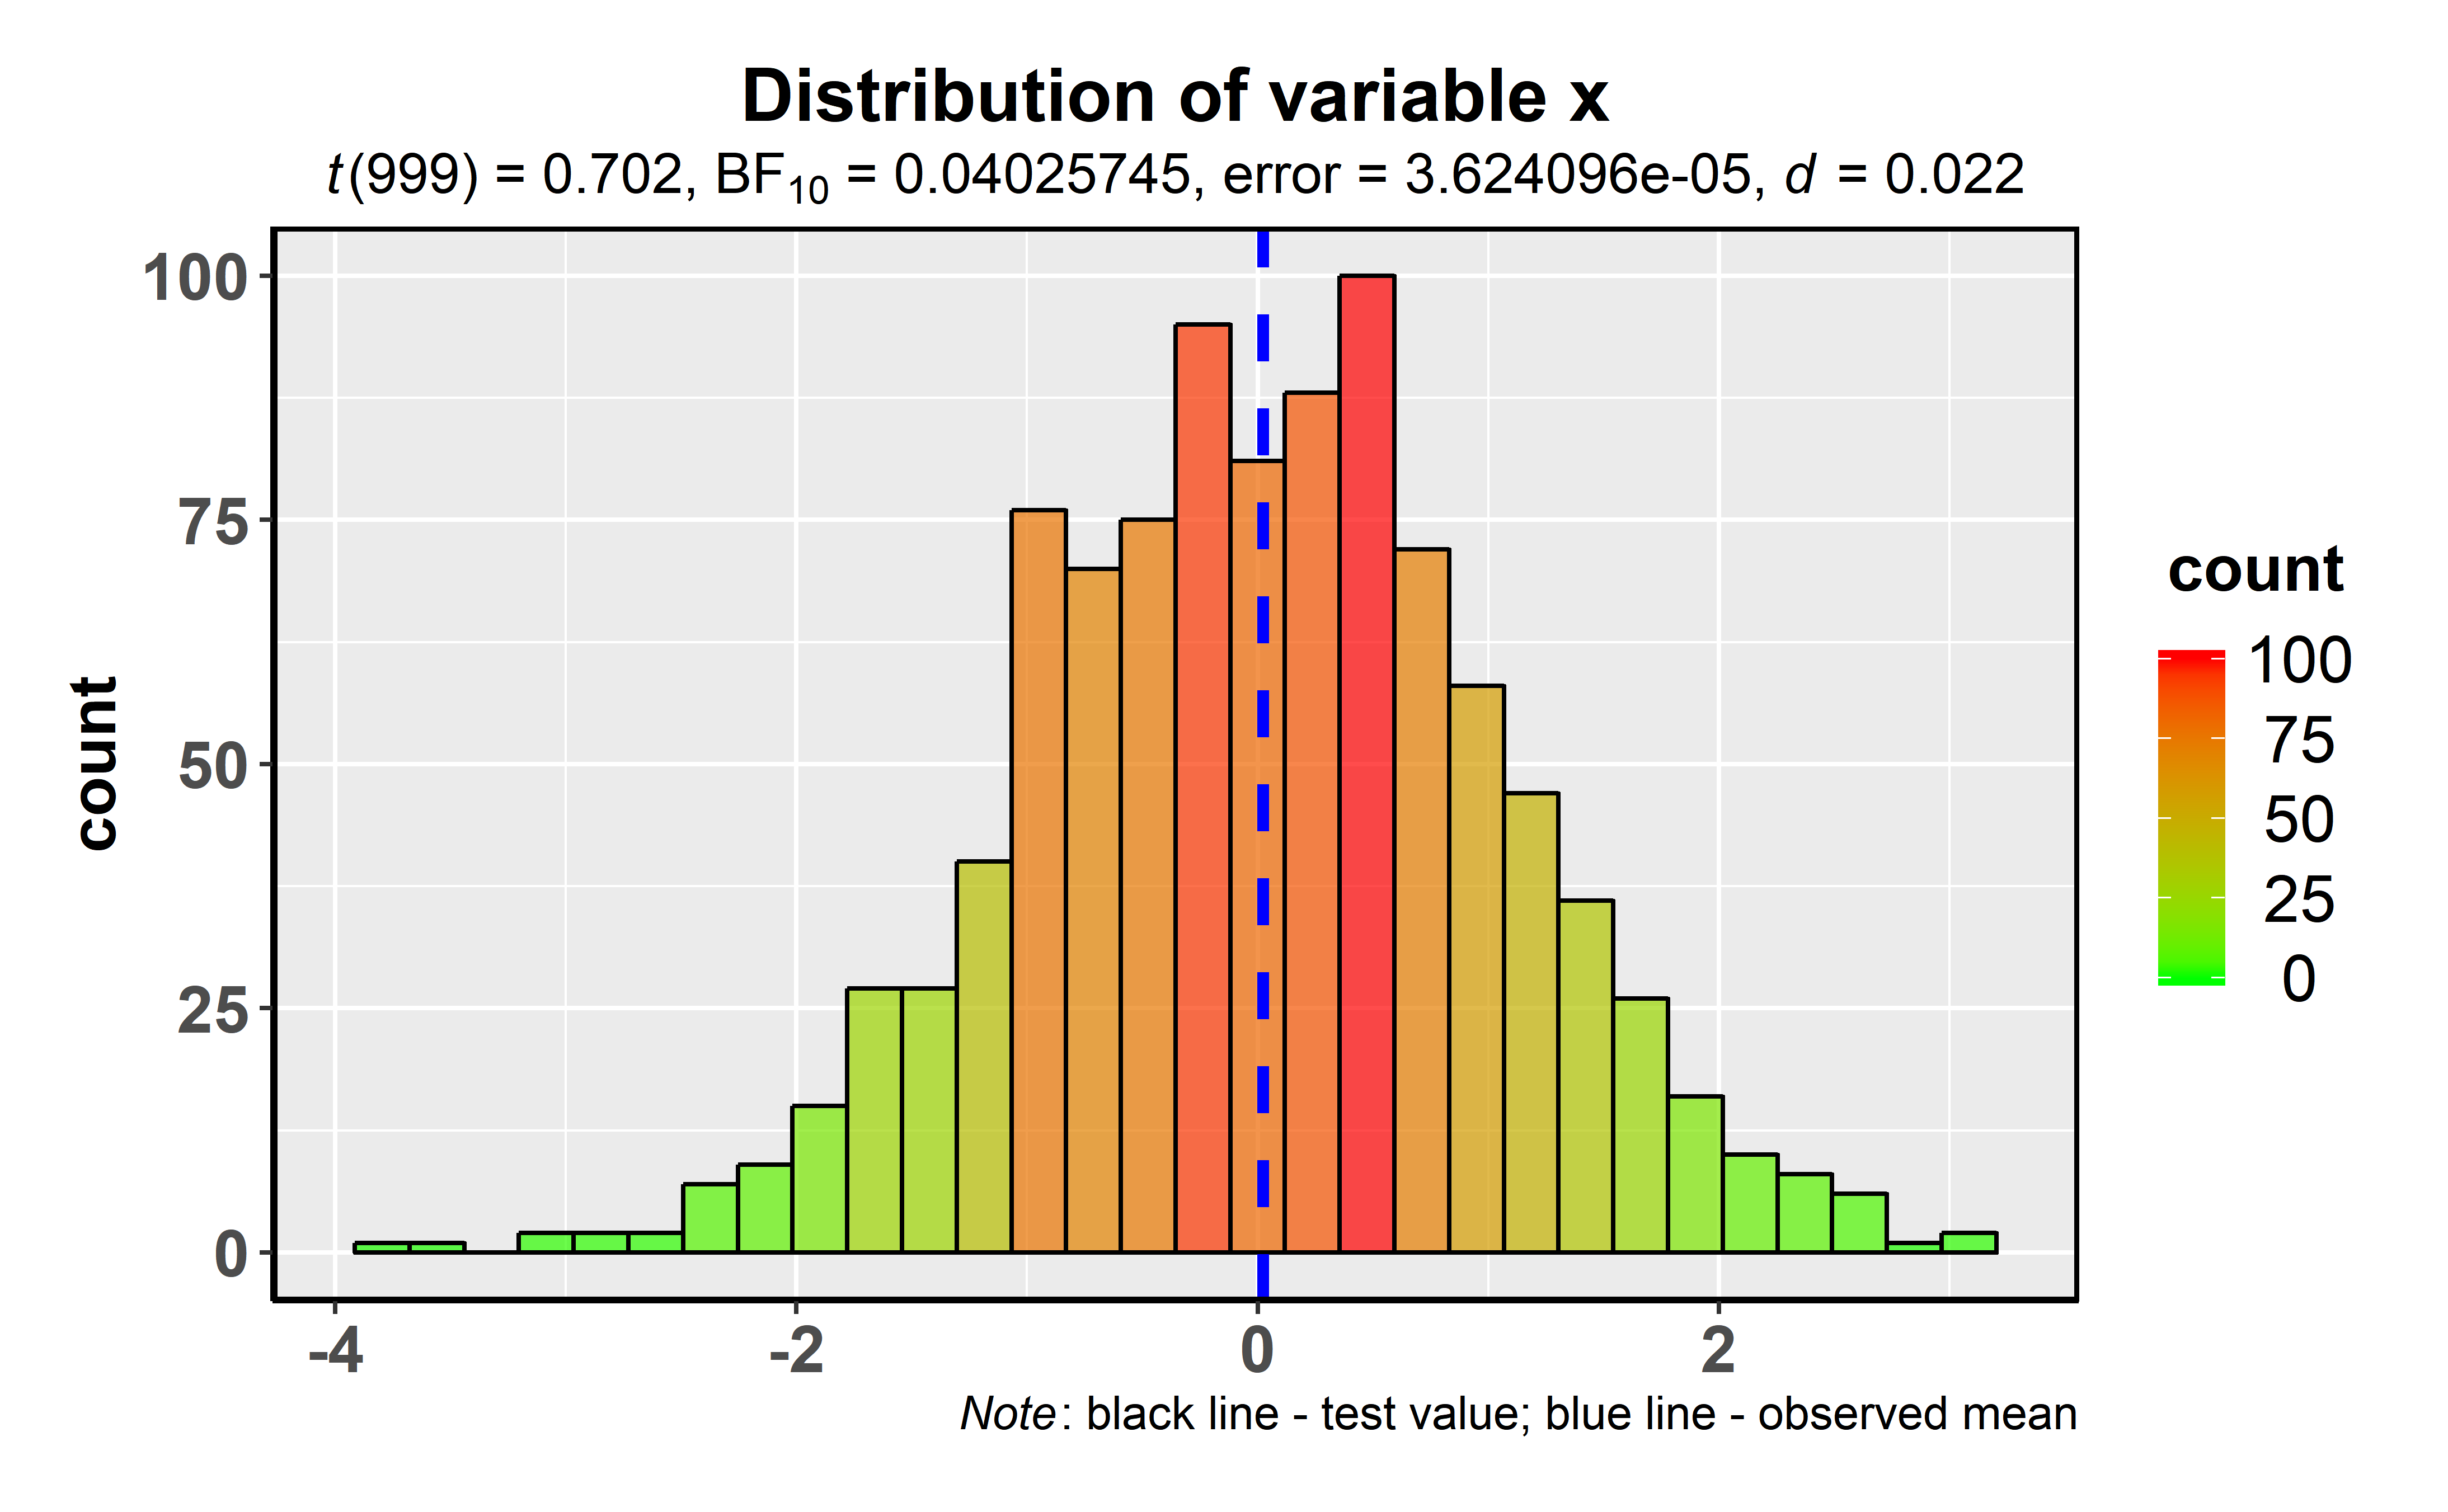 Distribution of variable x
t(999) = 0.702, BF₁₀ = 0.04025745, error = 3.624096e-05, d = 0.022
count
100
75
50
25
0
-4 -2 0 2
Note: black line - test value; blue line - observed mean
count
100
75
50
25
0